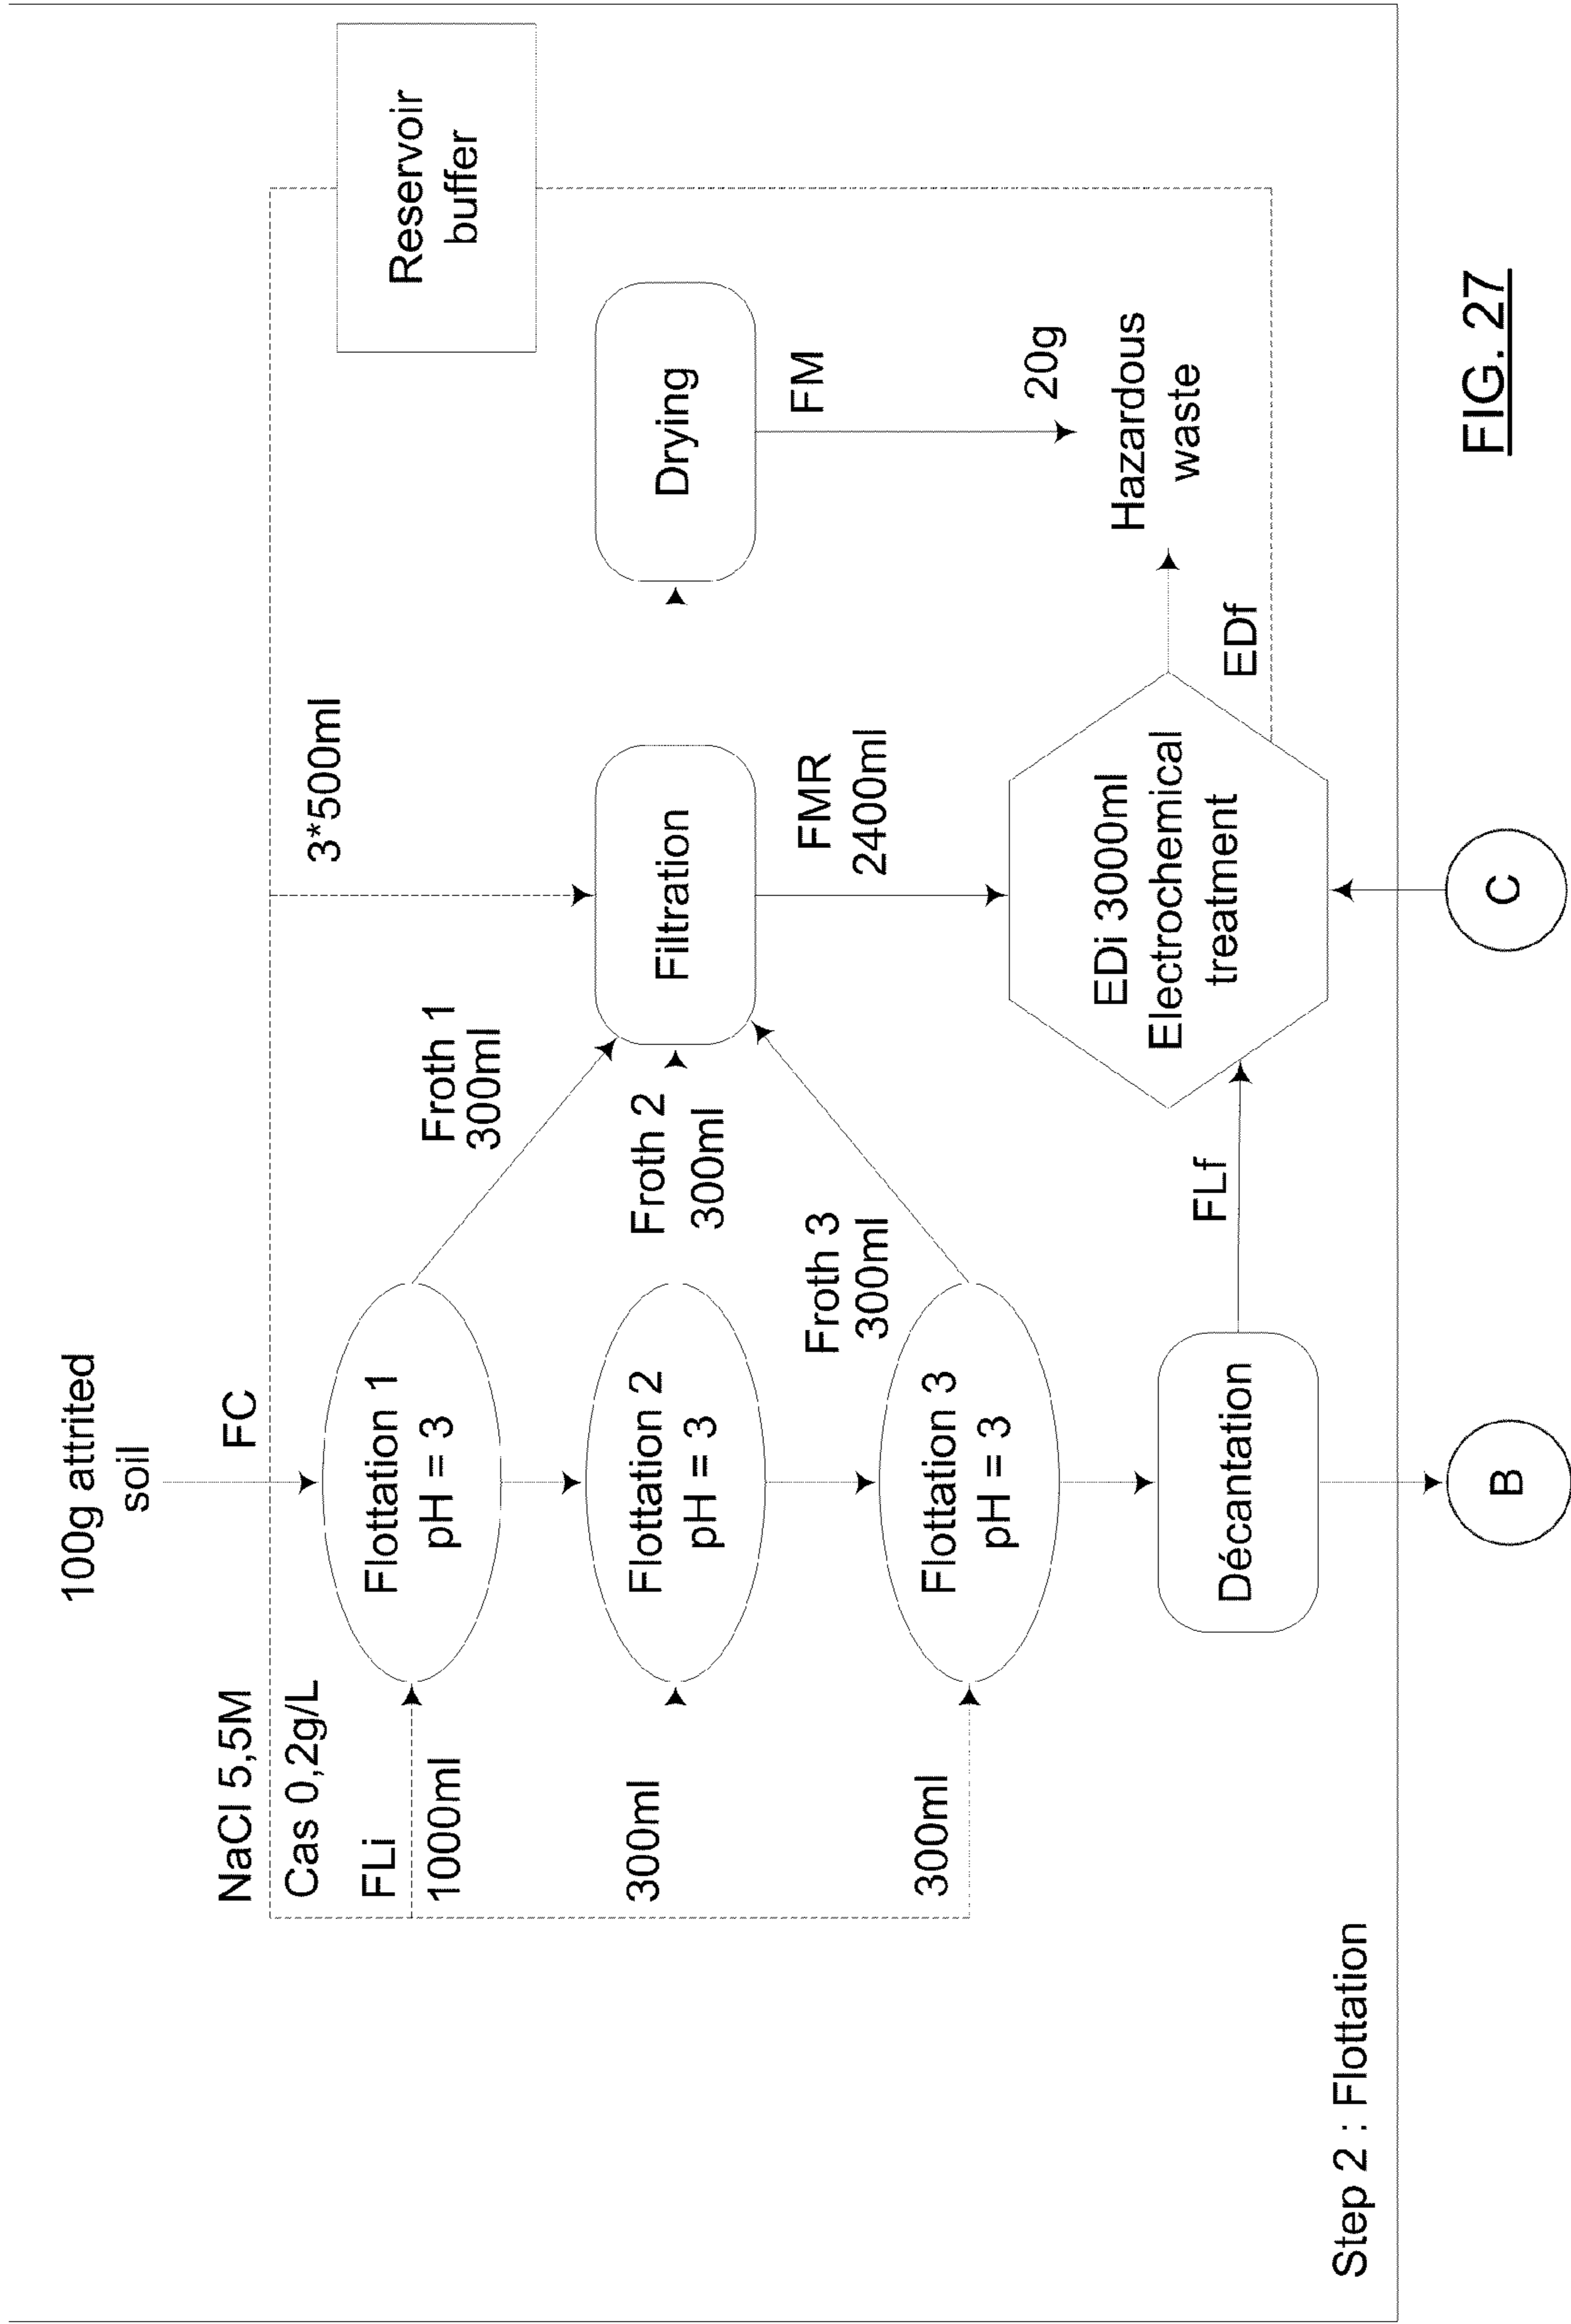 100g attrited
soil
FC
NaCl 5,5M
Cas 0,2g/L
FLi
1000ml
Flottation 1
pH = 3
Froth 1
300ml
3*500ml
Reservoir
buffer
300ml
Flottation 2
pH = 3
Froth 2
300ml
Filtration
Drying
300ml
Flottation 3
pH = 3
Froth 3
300ml
FMR
2400ml
FM
20g
Hazardous
waste
Décantation
FLf
EDi 3000ml
Electrochemical
treatment
EDf
Step 2 : Flottation
B
C
FIG. 27